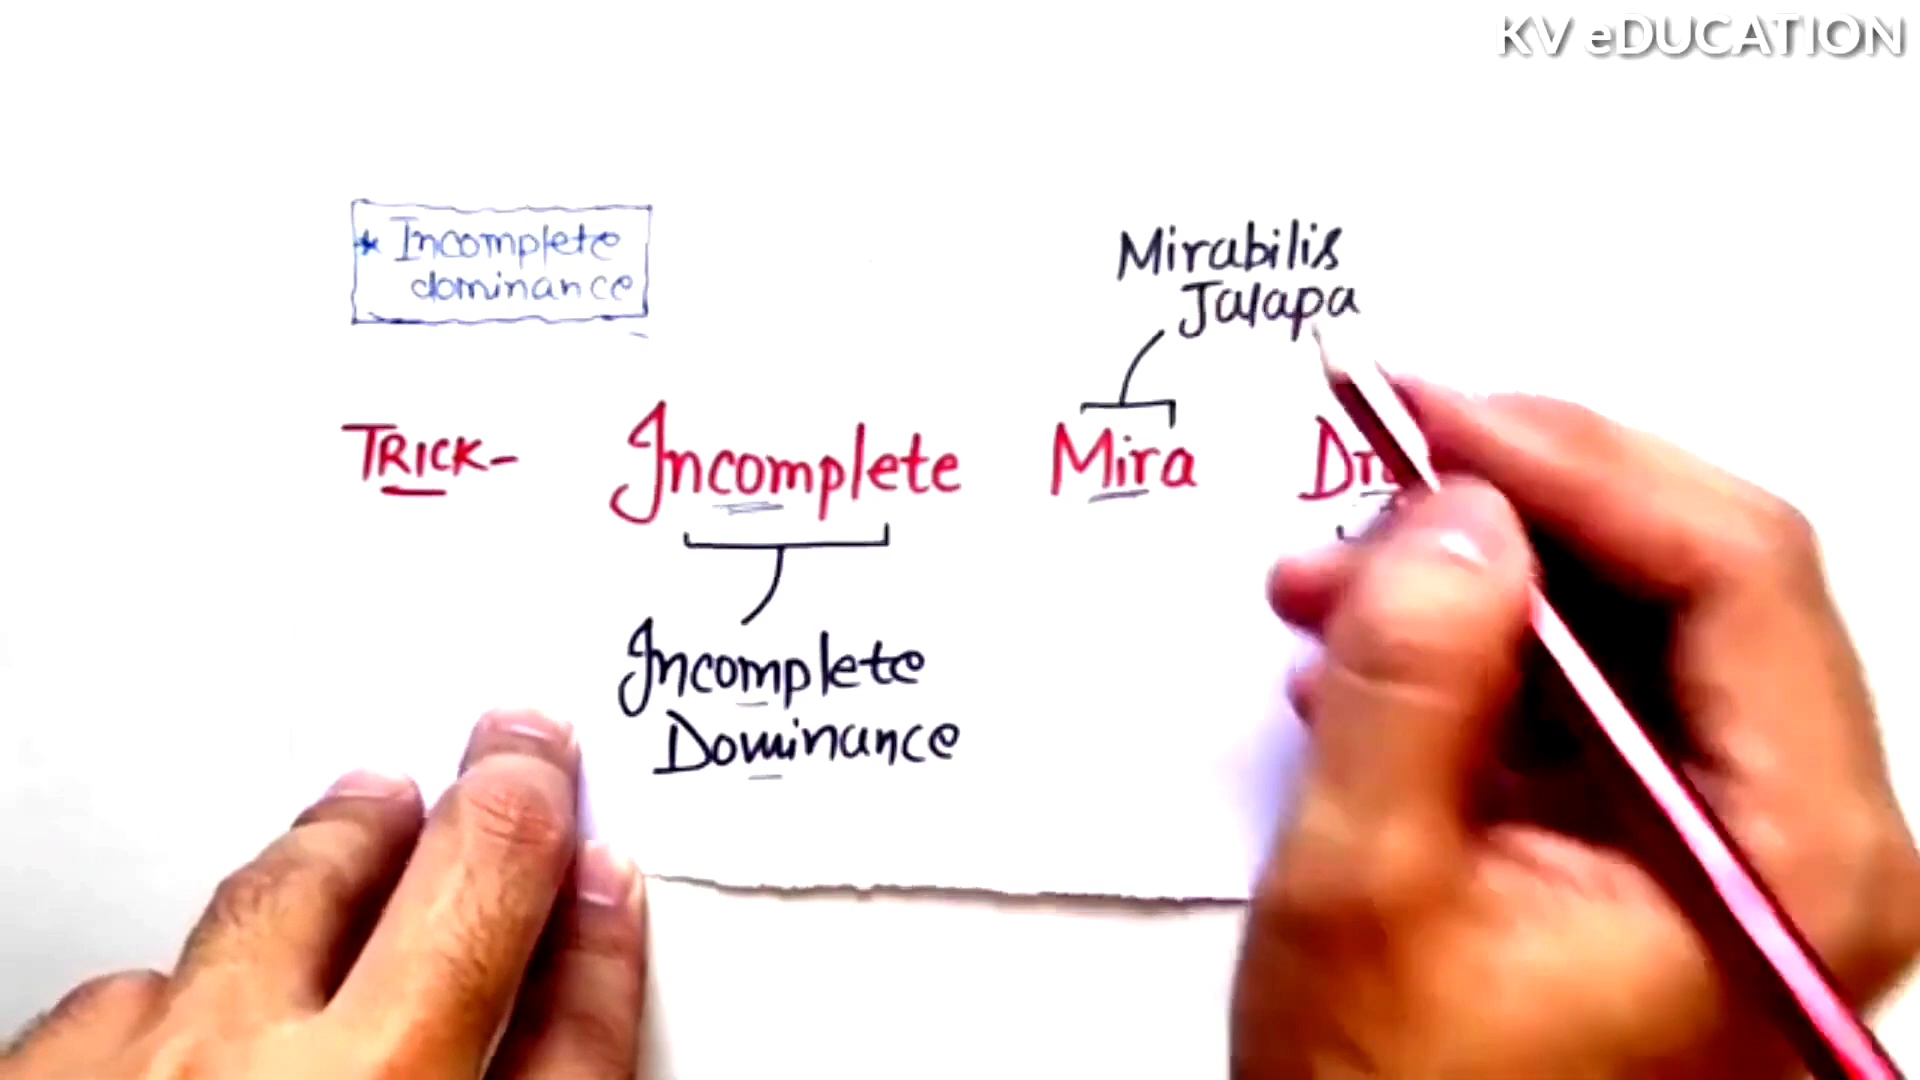 KV eDUCATION
* Incomplete
dominance
Mirabilis
Jalapa
TRICK- Incomplete Mira
Incomplete
Dominance